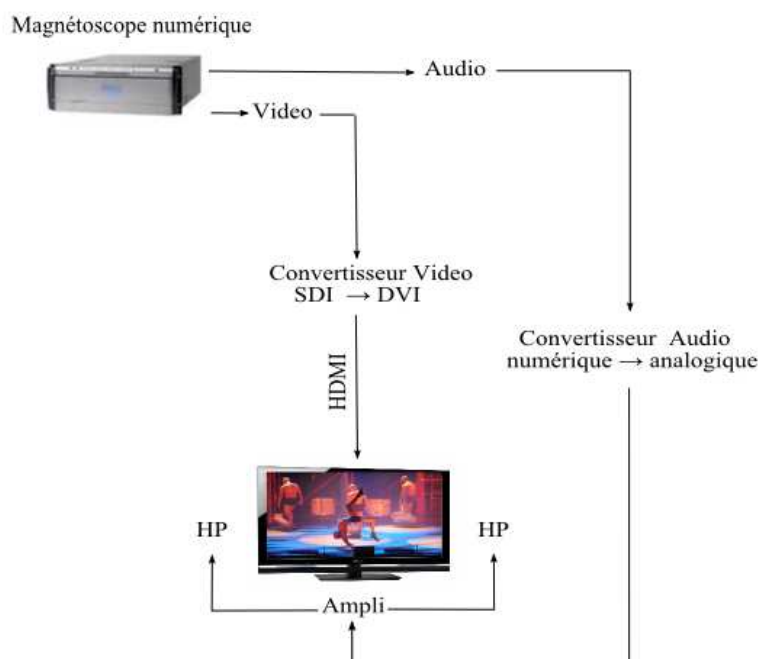 Magnétoscope numérique
Audio
Video
Convertisseur Video
SDI → DVI
Convertisseur Audio
numérique → analogique
HDMI
HP
HP
Ampli